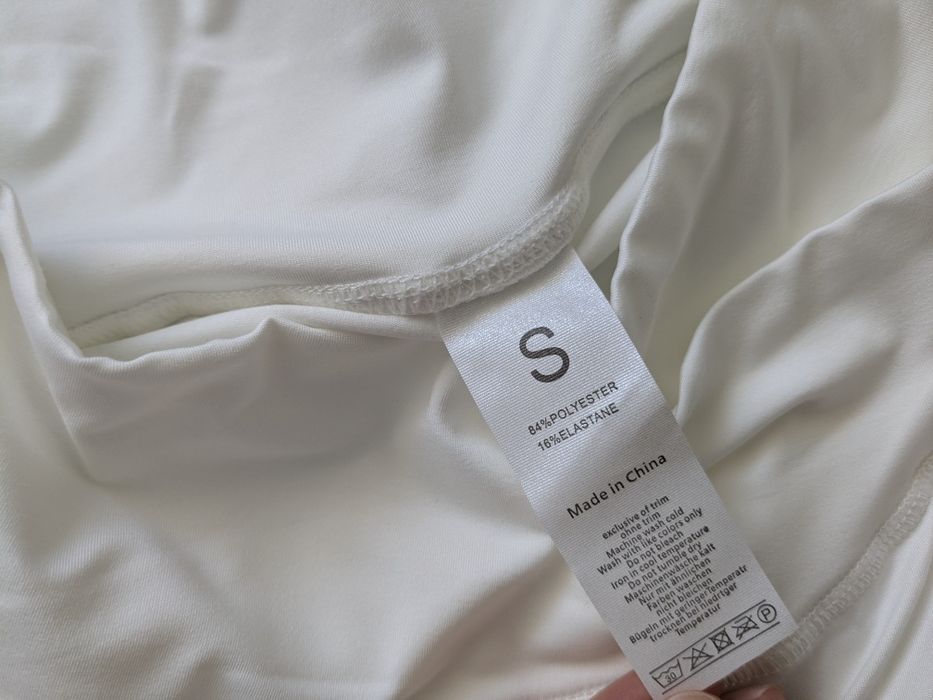 S
84%POLYESTER
16%ELASTANE
Made in China
exclusive of trim
ohne trim
Machine wash cold
Wash with like colors only
Do not bleach
Iron in cool temperature
Do not tumble dry
Maschinenwäsche kalt
Nur mit ähnlichen
Farben waschen
nicht bleichen
Bügeln mit geringertemperatr
trocknen bei niedriger
Temperatur
30
P